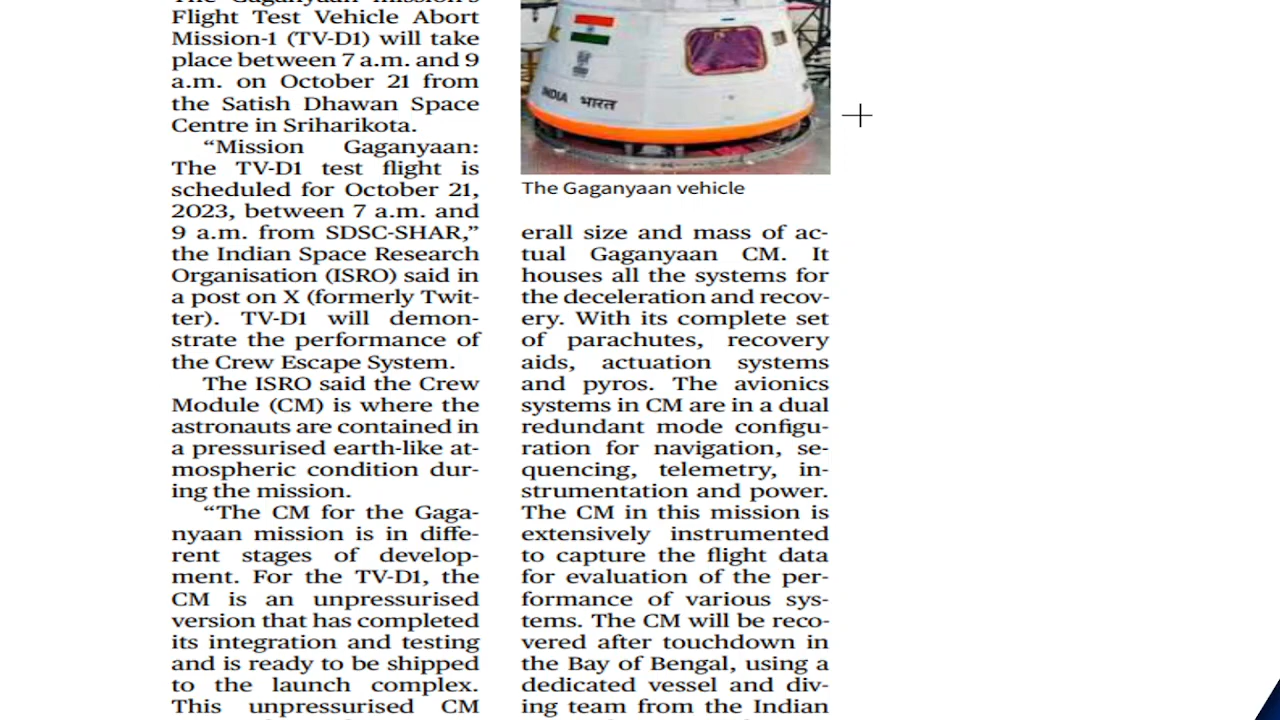 The Gaganyaan mission's
Flight Test Vehicle Abort
Mission-1 (TV-D1) will take
place between 7 a.m. and 9
a.m. on October 21 from
the Satish Dhawan Space
Centre in Sriharikota.
“Mission Gaganyaan:
The TV-D1 test flight is
scheduled for October 21,
2023, between 7 a.m. and
9 a.m. from SDSC-SHAR,”
the Indian Space Research
Organisation (ISRO) said in
a post on X (formerly Twit-
ter). TV-D1 will demon-
strate the performance of
the Crew Escape System.
The ISRO said the Crew
Module (CM) is where the
astronauts are contained in
a pressurised earth-like at-
mospheric condition dur-
ing the mission.
“The CM for the Gaga-
nyaan mission is in diffe-
rent stages of develop-
ment. For the TV-D1, the
CM is an unpressurised
version that has completed
its integration and testing
and is ready to be shipped
to the launch complex.
This unpressurised CM
INDIA भारत
The Gaganyaan vehicle
erall size and mass of ac-
tual Gaganyaan CM. It
houses all the systems for
the deceleration and recov-
ery. With its complete set
of parachutes, recovery
aids, actuation systems
and pyros. The avionics
systems in CM are in a dual
redundant mode configu-
ration for navigation, se-
quencing, telemetry, in-
strumentation and power.
The CM in this mission is
extensively instrumented
to capture the flight data
for evaluation of the per-
formance of various sys-
tems. The CM will be reco-
vered after touchdown in
the Bay of Bengal, using a
dedicated vessel and div-
ing team from the Indian